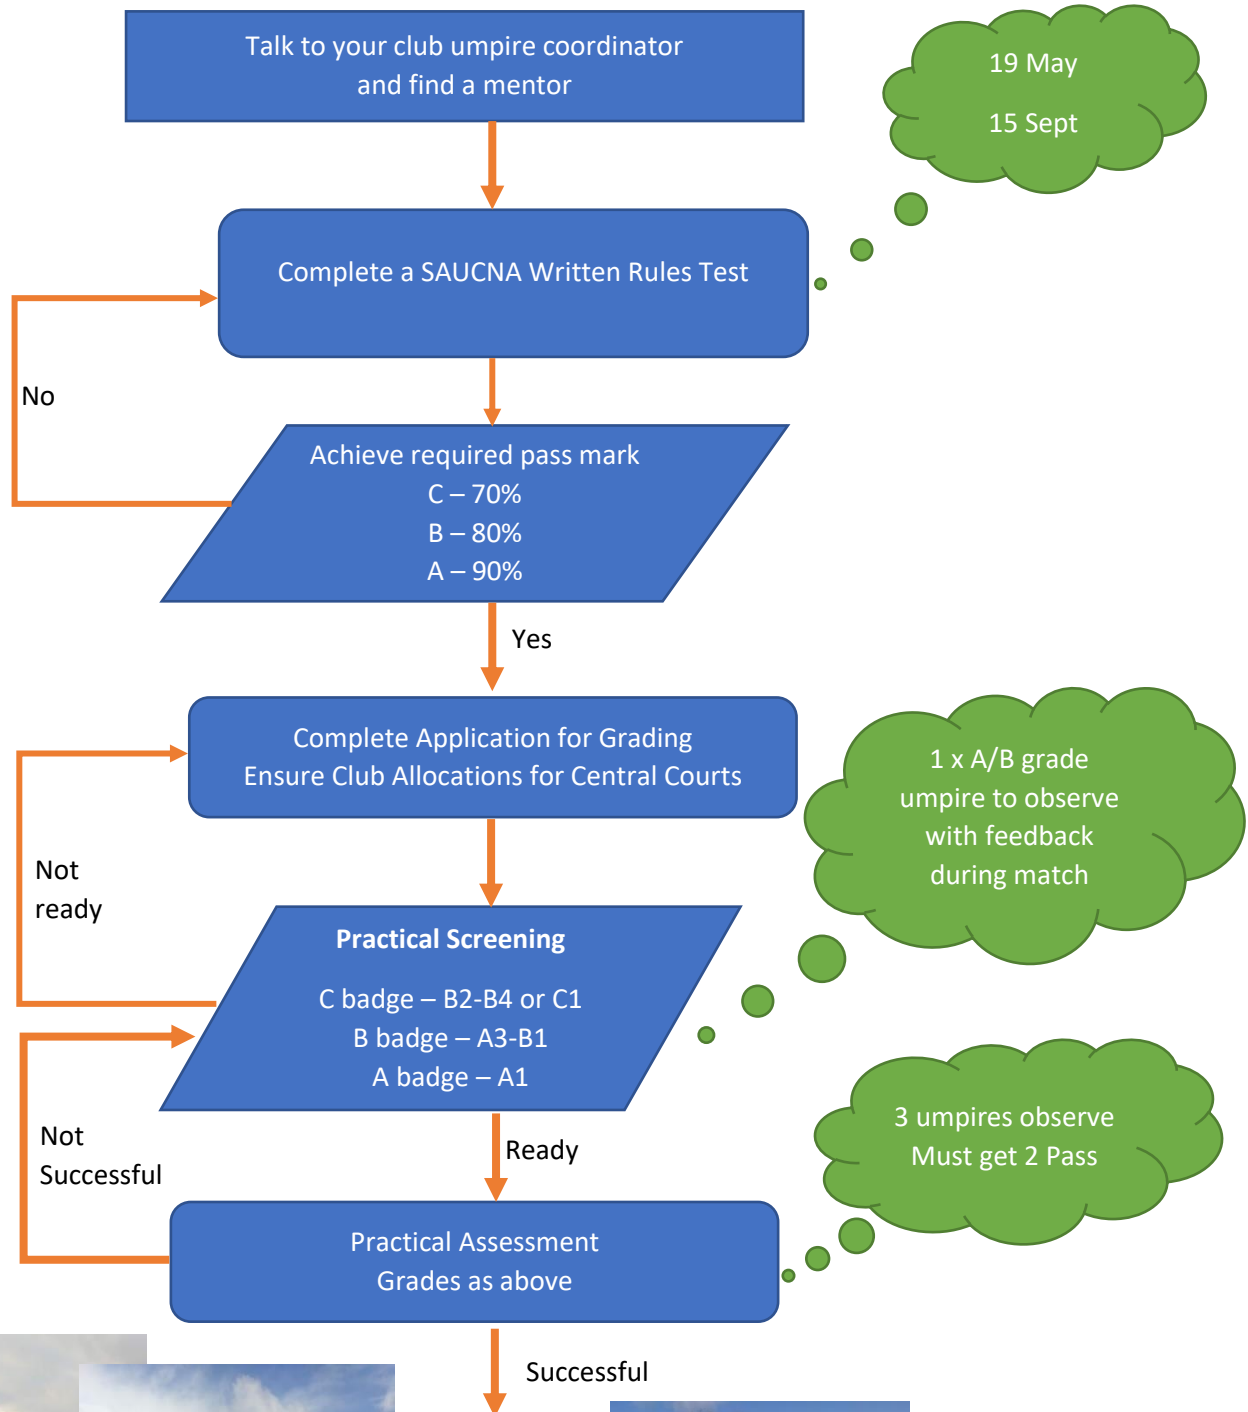 Talk to your club umpire coordinator
and find a mentor
19 May
15 Sept
Complete a SAUCNA Written Rules Test
No
Achieve required pass mark
C – 70%
B – 80%
A – 90%
Yes
Complete Application for Grading
Ensure Club Allocations for Central Courts
1 x A/B grade
umpire to observe
with feedback
during match
Not
ready
Practical Screening
C badge – B2-B4 or C1
B badge – A3-B1
A badge – A1
3 umpires observe
Must get 2 Pass
Not
Successful
Ready
Practical Assessment
Grades as above
Successful